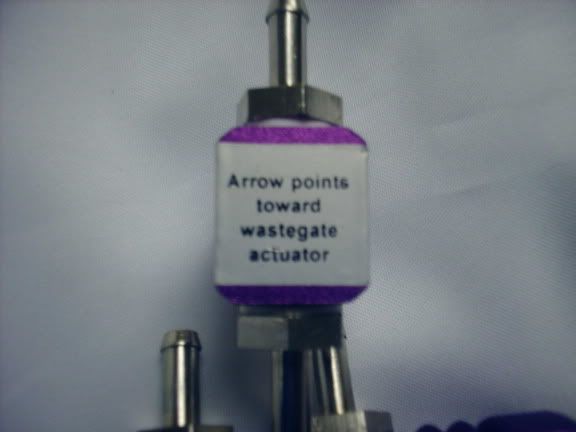 Arrow points
toward
wastegate
actuator